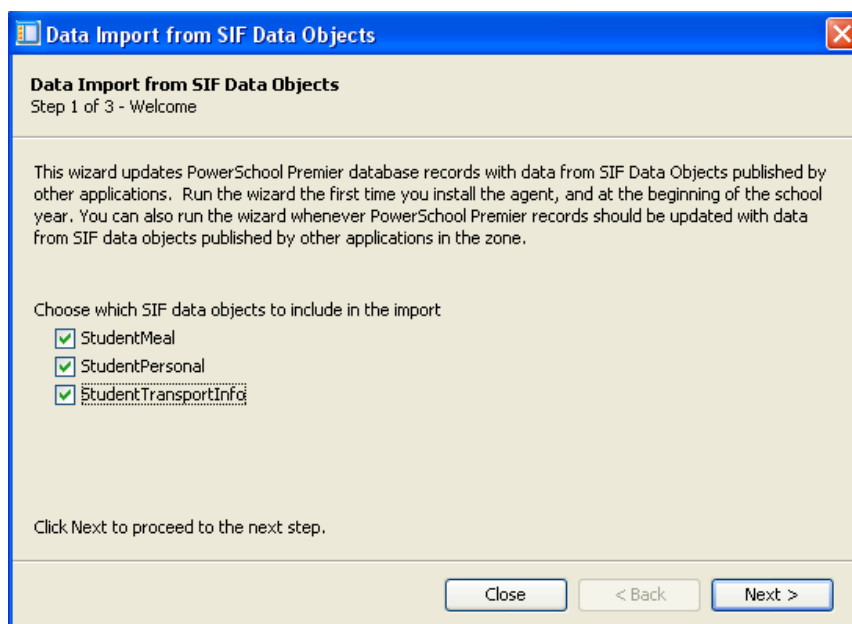 Data Import from SIF Data Objects
Data Import from SIF Data Objects
Step 1 of 3 - Welcome
This wizard updates PowerSchool Premier database records with data from SIF Data Objects published by
other applications.  Run the wizard the first time you install the agent, and at the beginning of the school
year. You can also run the wizard whenever PowerSchool Premier records should be updated with data
from SIF data objects published by other applications in the zone.
Choose which SIF data objects to include in the import
StudentMeal
StudentPersonal
StudentTransportInfo
Click Next to proceed to the next step.
Close
< Back
Next >